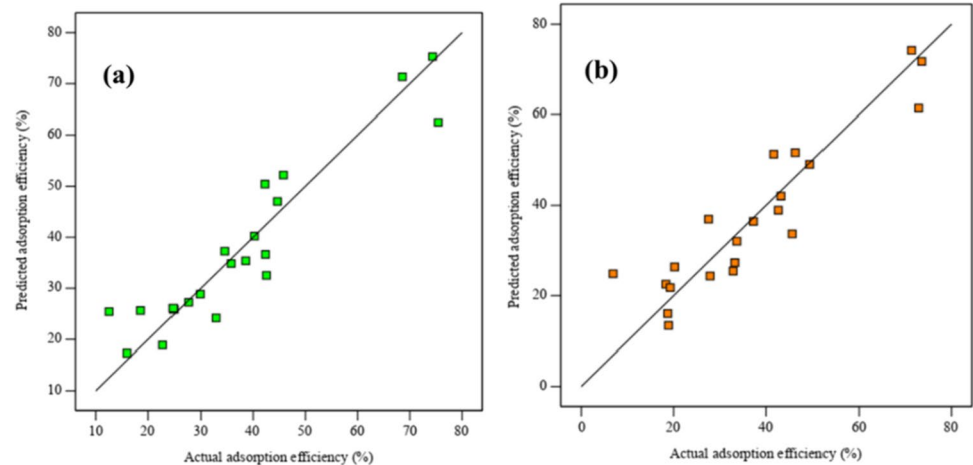 (a)
Predicted adsorption efficiency (%)
80
70
60
50
40
30
20
10
10 20 30 40 50 60 70 80
Actual adsorption efficiency (%)
(b)
Predicted adsorption efficiency (%)
80
60
40
20
0
0 20 40 60 80
Actual adsorption efficiency (%)